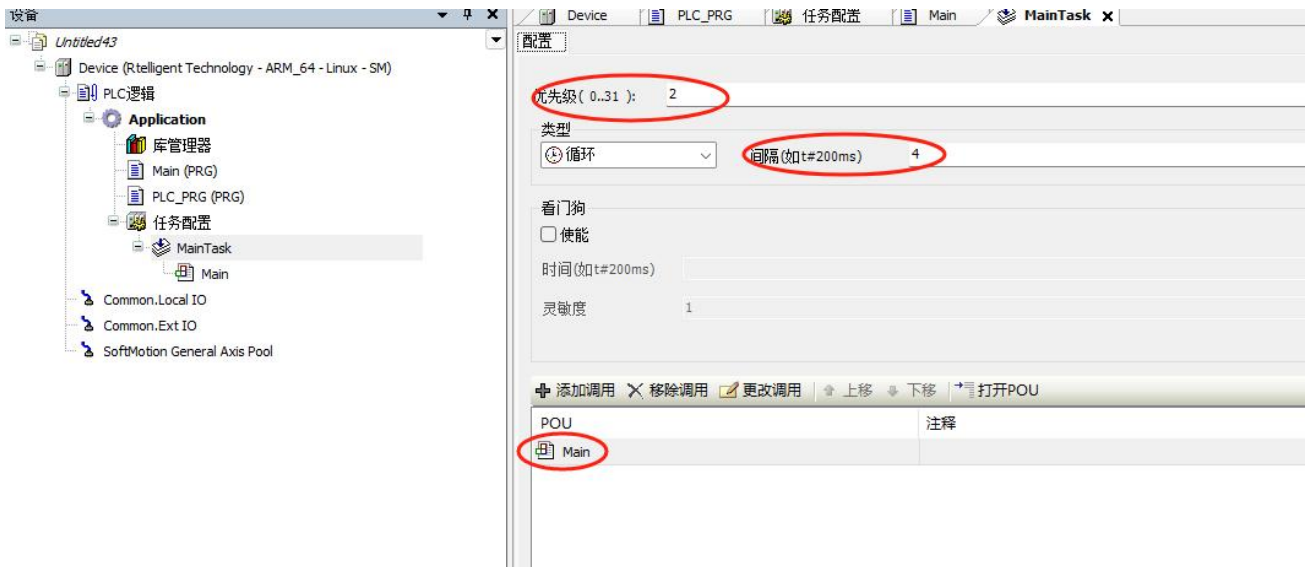 设备
Device PLC_PRG 任务配置 Main MainTask
Untitled43
配置
Device (Rtelligent Technology - ARM_64 - Linux - SM)
PLC逻辑
优先级( 0..31 ): 2
Application
类型
库管理器
循环 间隔(如t#200ms) 4
Main (PRG)
PLC_PRG (PRG)
看门狗
任务配置
使能
MainTask
时间(如t#200ms)
Main
Common.Local IO
灵敏度 1
Common.Ext IO
SoftMotion General Axis Pool
添加调用 移除调用 更改调用 上移 下移 打开POU
POU 注释
Main